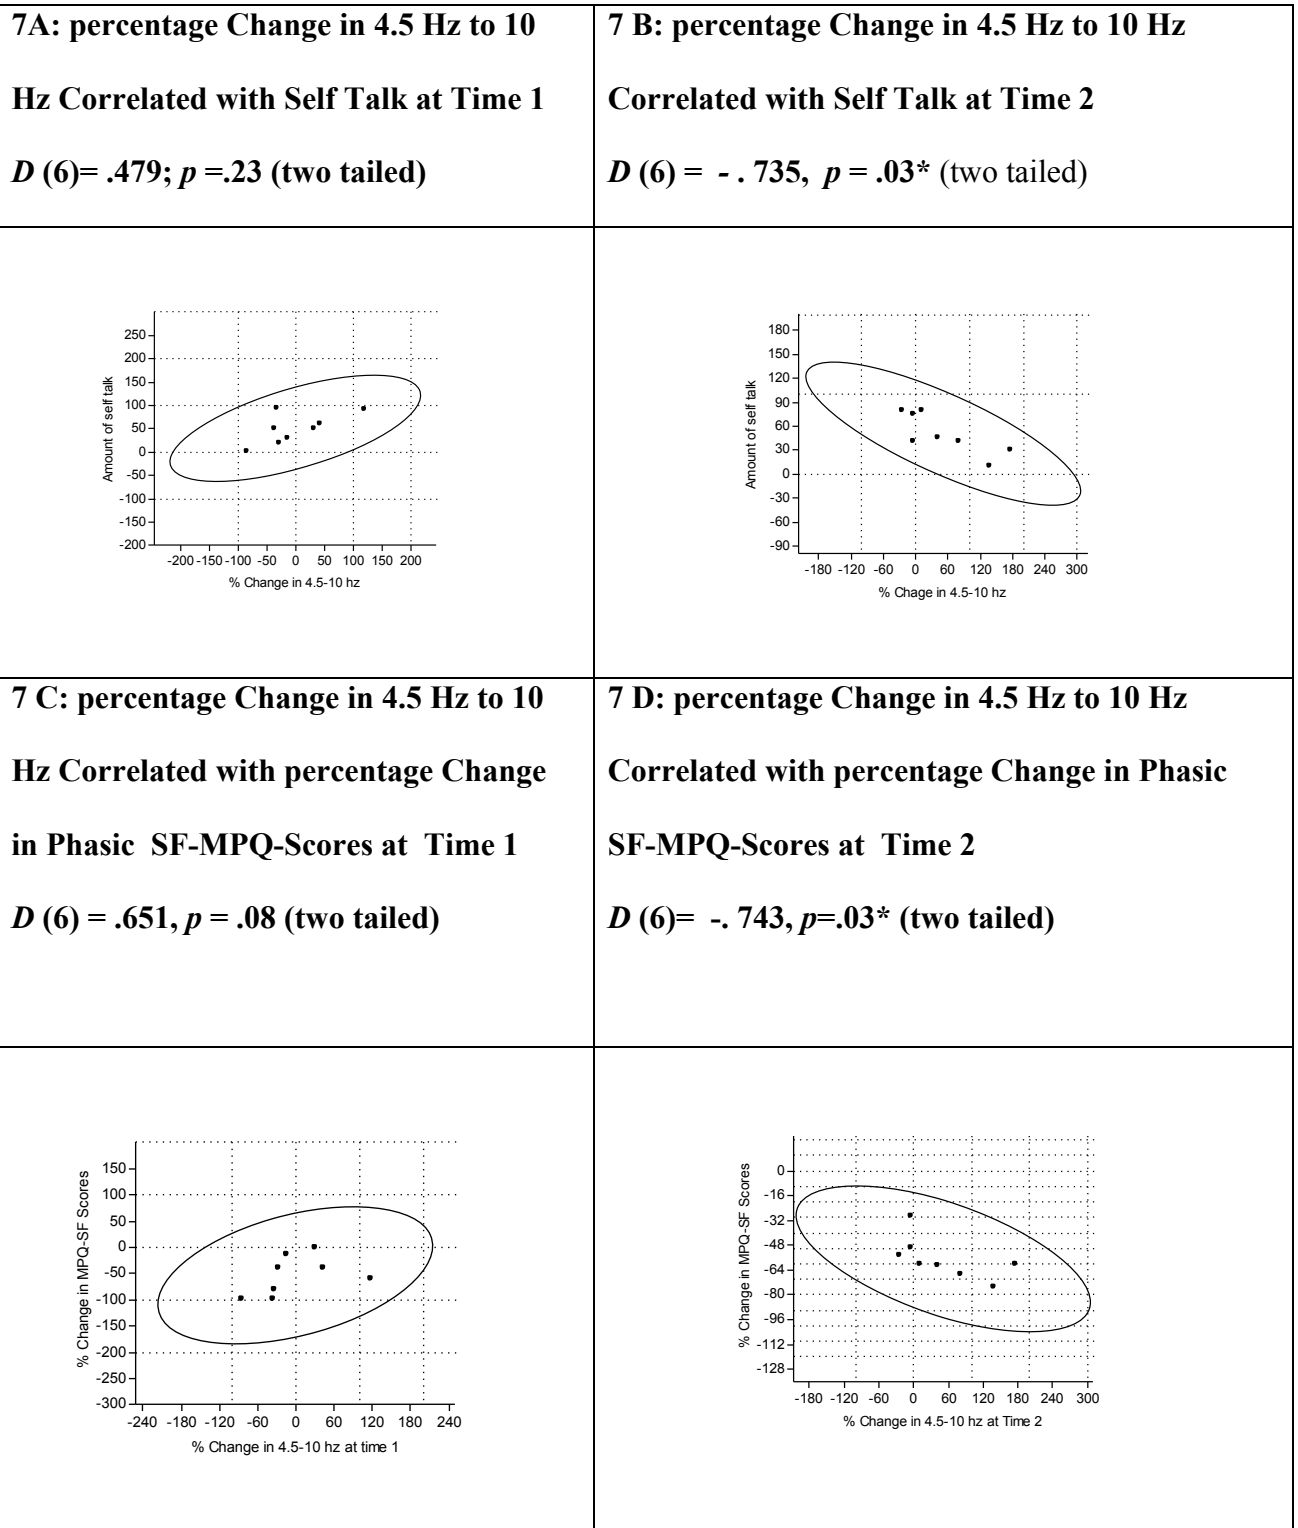 7A: percentage Change in 4.5 Hz to 10
Hz Correlated with Self Talk at Time 1
D (6)= .479; p =.23 (two tailed)
7 B: percentage Change in 4.5 Hz to 10 Hz
Correlated with Self Talk at Time 2
D (6) = - . 735, p = .03* (two tailed)
Amount of self talk
250
200
150
100
50
0
-50
-100
-150
-200
-200 -150 -100 -50 0 50 100 150 200
% Change in 4.5-10 hz
Amount of self talk
180
150
120
90
60
30
0
-30
-60
-90
-180 -120 -60 0 60 120 180 240 300
% Chage in 4.5-10 hz
7 C: percentage Change in 4.5 Hz to 10
Hz Correlated with percentage Change
in Phasic SF-MPQ-Scores at Time 1
D (6) = .651, p = .08 (two tailed)
7 D: percentage Change in 4.5 Hz to 10 Hz
Correlated with percentage Change in Phasic
SF-MPQ-Scores at Time 2
D (6)= -. 743, p=.03* (two tailed)
% Change in MPQ-SF Scores
150
100
50
0
-50
-100
-150
-200
-250
-300
-240 -180 -120 -60 0 60 120 180 240
% Change in 4.5-10 hz at time 1
% Change in MPQ-SF Scores
0
-16
-32
-48
-64
-80
-96
-112
-128
-180 -120 -60 0 60 120 180 240 300
% Change in 4.5-10 hz at Time 2